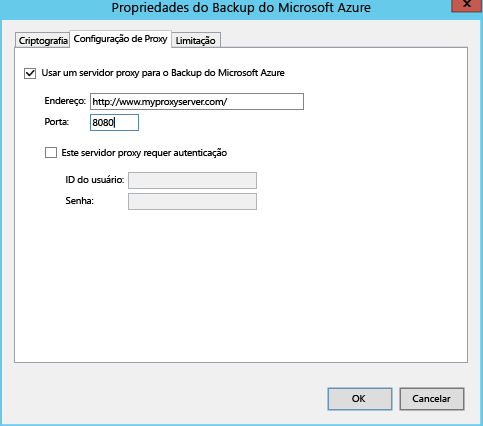 Propriedades do Backup do Microsoft Azure
Criptografia Configuração de Proxy Limitação
Usar um servidor proxy para o Backup do Microsoft Azure
Endereço: http://www.myproxyserver.com/
Porta: 8080
Este servidor proxy requer autenticação
ID do usuário:
Senha:
OK Cancelar